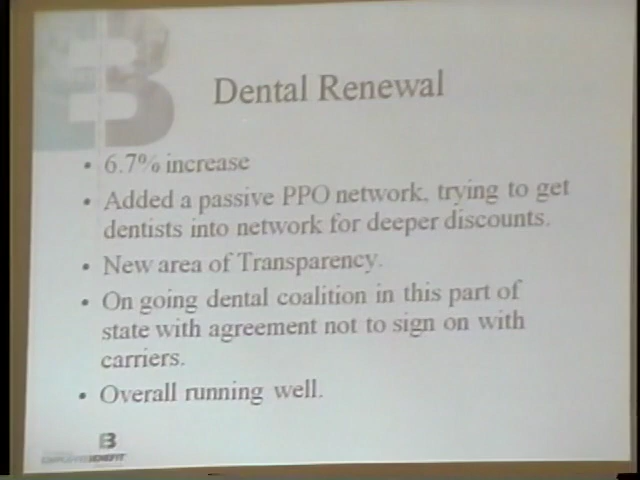 Dental Renewal
• 6.7% increase
• Added a passive PPO network, trying to get
dentists into network for deeper discounts.
• New area of Transparency.
• On going dental coalition in this part of
state with agreement not to sign on with
carriers.
• Overall running well.
B
EMPLOYEE BENEFIT